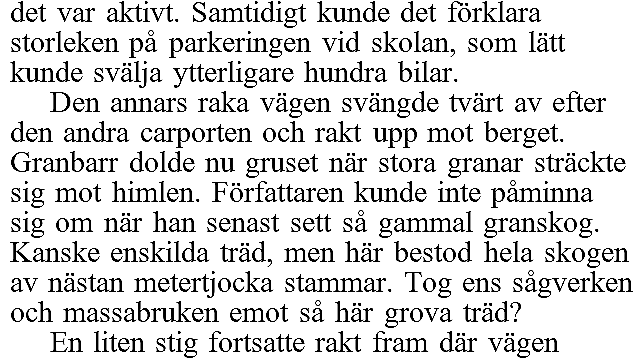 det var aktivt. Samtidigt kunde det förklara
storleken på parkeringen vid skolan, som lätt
kunde svälja ytterligare hundra bilar.
Den annars raka vägen svängde tvärt av efter
den andra carporten och rakt upp mot berget.
Granbarr dolde nu gruset när stora granar sträckte
sig mot himlen. Författaren kunde inte påminna
sig om när han senast sett så gammal granskog.
Kanske enskilda träd, men här bestod hela skogen
av nästan metertjocka stammar. Tog ens sågverken
och massabruken emot så här grova träd?
En liten stig fortsatte rakt fram där vägen